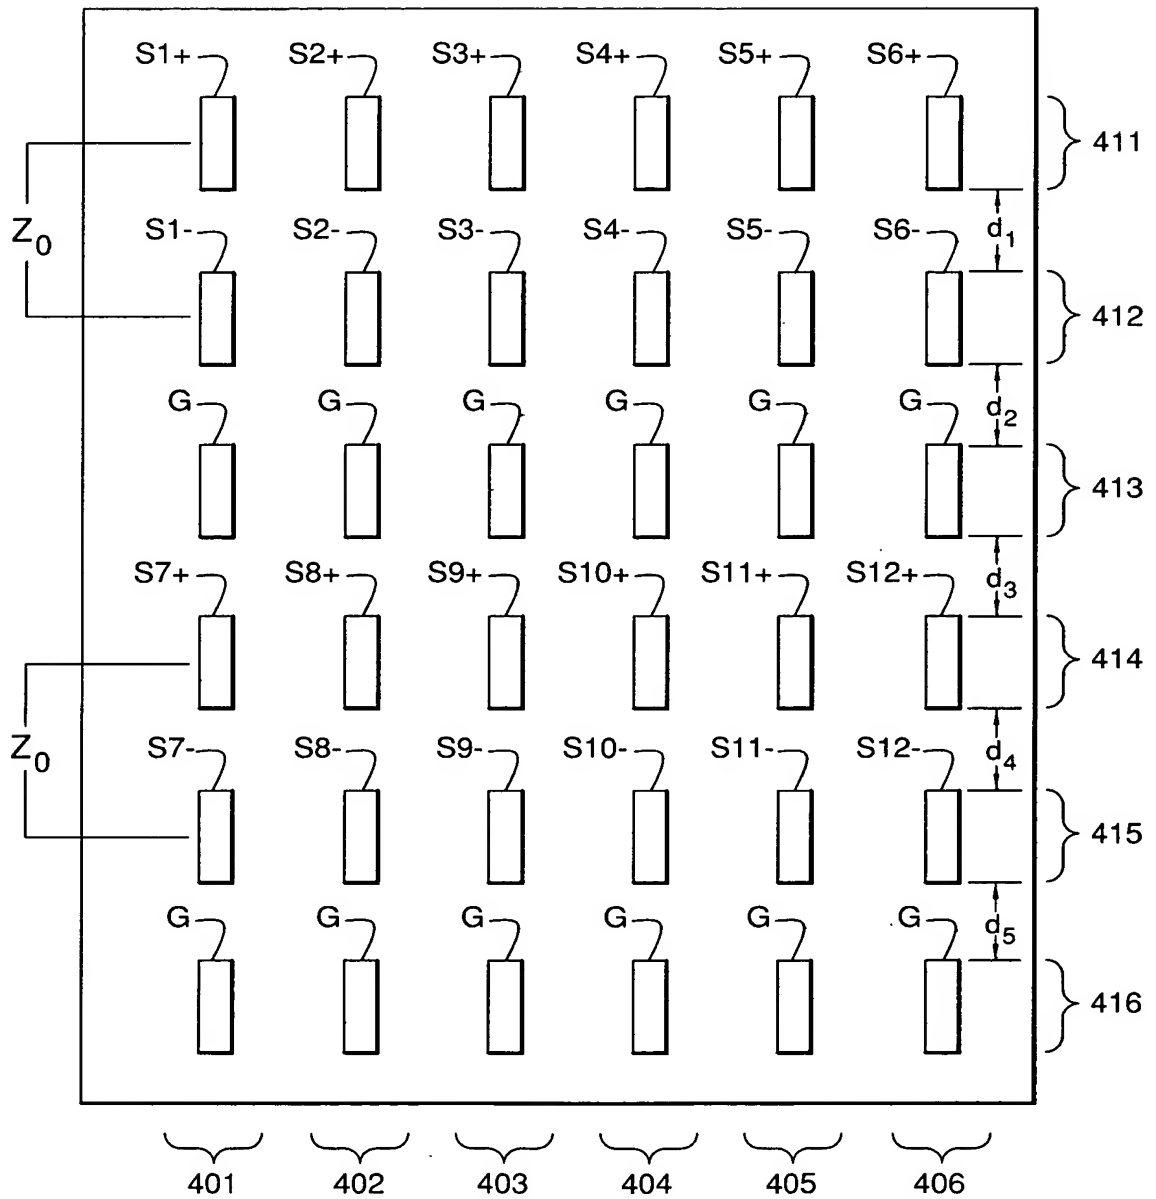 S1+ S2+ S3+ S4+ S5+ S6+
411
Z0
S1- S2- S3- S4- S5- S6-
d1
412
G G G G G G
d2
413
S7+ S8+ S9+ S10+ S11+ S12+
d3
414
Z0
S7- S8- S9- S10- S11- S12-
d4
415
G G G G G G
d5
416
401 402 403 404 405 406